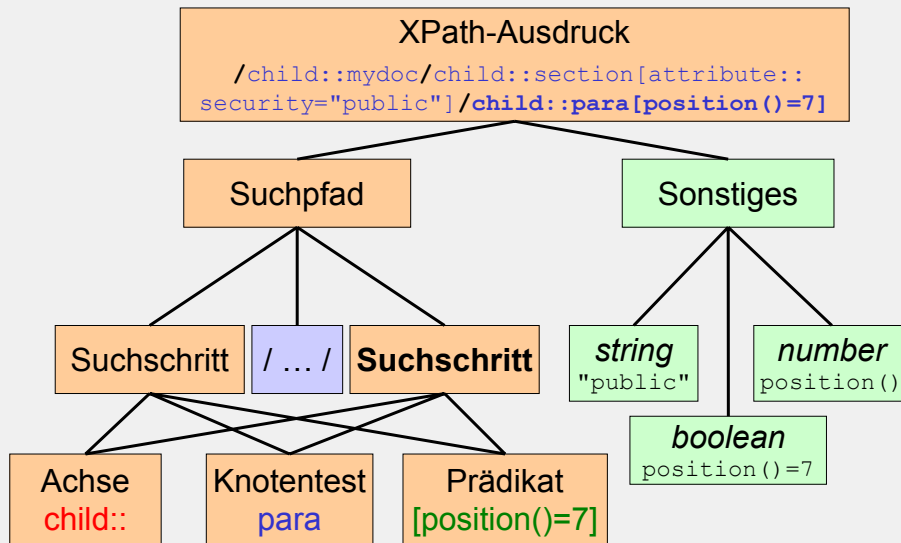 XPath-Ausdruck
/child::mydoc/child::section[attribute::
security="public"]/child::para[position()=7]
Suchpfad
Sonstiges
Suchschritt
/ … /
Suchschritt
string
"public"
number
position()
boolean
position()=7
Achse
child::
Knotentest
para
Prädikat
[position()=7]